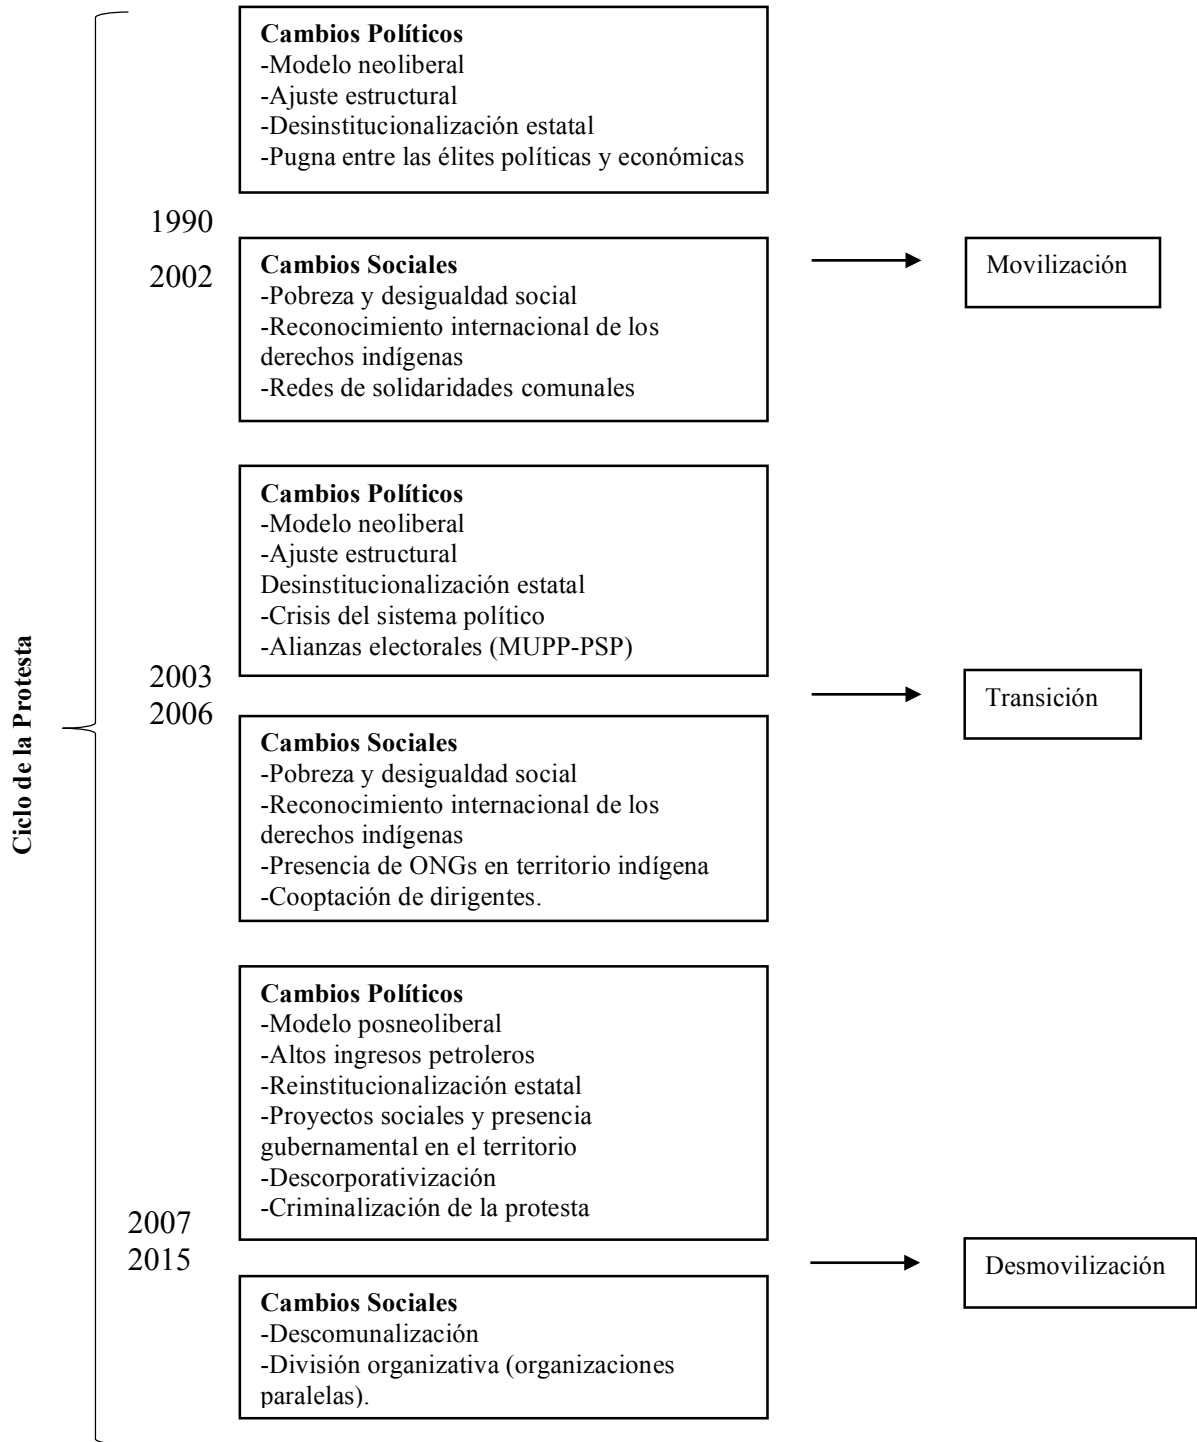 Ciclo de la Protesta
Cambios Políticos
-Modelo neoliberal
-Ajuste estructural
-Desinstitucionalización estatal
-Pugna entre las élites políticas y económicas
1990
2002
Cambios Sociales
-Pobreza y desigualdad social
-Reconocimiento internacional de los
derechos indígenas
-Redes de solidaridades comunales
Movilización
Cambios Políticos
-Modelo neoliberal
-Ajuste estructural
Desinstitucionalización estatal
-Crisis del sistema político
-Alianzas electorales (MUPP-PSP)
2003
2006
Cambios Sociales
-Pobreza y desigualdad social
-Reconocimiento internacional de los
derechos indígenas
-Presencia de ONGs en territorio indígena
-Cooptación de dirigentes.
Transición
Cambios Políticos
-Modelo posneoliberal
-Altos ingresos petroleros
-Reinstitucionalización estatal
-Proyectos sociales y presencia
gubernamental en el territorio
-Descorporativización
-Criminalización de la protesta
2007
2015
Cambios Sociales
-Descomunalización
-División organizativa (organizaciones
paralelas).
Desmovilización